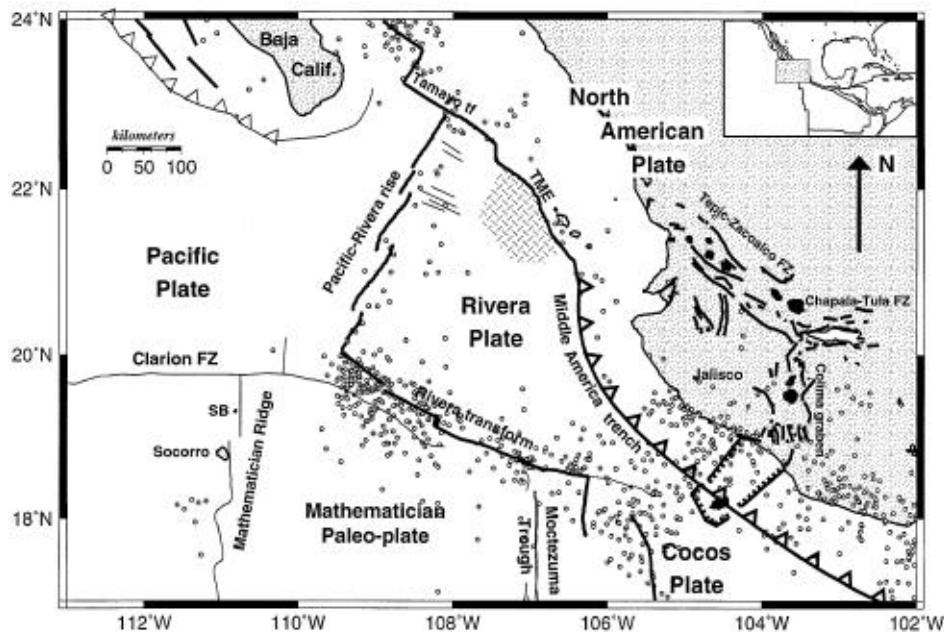 24°N
Baja
Calif.
kilometers
0 50 100
Tamayo tf
North
American
Plate
N
22°N
TME
Tepic-Zacoalco FZ
Pacific-Rivera rise
Pacific
Plate
Rivera
Plate
Chapala-Tula FZ
Middle America trench
20°N
Clarion FZ
Jalisco
Colima graben
SB
Rivera transform
Mathematician Ridge
Socorro
18°N
Mathematician
Paleo-plate
Trough
Moctezuma
Cocos
Plate
112°W 110°W 108°W 106°W 104°W 102°W